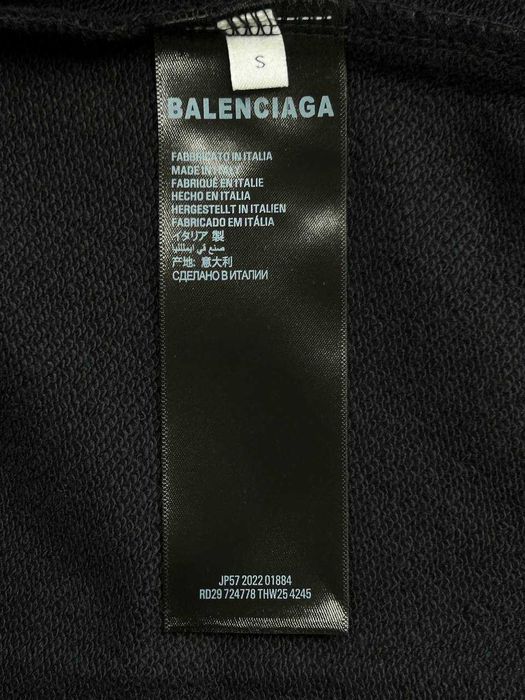 S
BALENCIAGA
FABBRICATO IN ITALIA
MADE IN ITALY
FABRIQUÉ EN ITALIE
HECHO EN ITALIA
HERGESTELLT IN ITALIEN
FABRICADO EM ITÁLIA
イタリア 製
صنع في ايطاليا
产地: 意大利
СДЕЛАНО В ИТАЛИИ
JP57 2022 01884
RD29 724778 THW25 4245